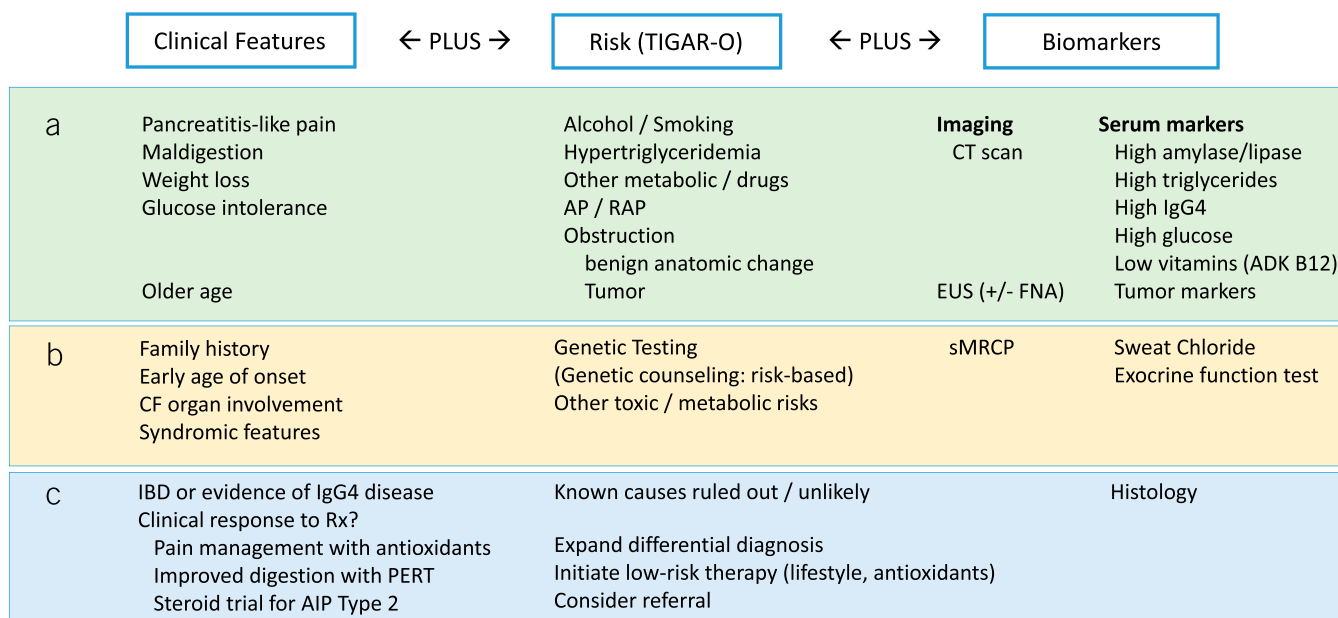 Clinical Features ← PLUS → Risk (TIGAR-O) ← PLUS → Biomarkers
a
Pancreatitis-like pain
Maldigestion
Weight loss
Glucose intolerance
Older age
Alcohol / Smoking
Hypertriglyceridemia
Other metabolic / drugs
AP / RAP
Obstruction
benign anatomic change
Tumor
Imaging
CT scan
EUS (+/- FNA)
Serum markers
High amylase/lipase
High triglycerides
High IgG4
High glucose
Low vitamins (ADK B12)
Tumor markers
b
Family history
Early age of onset
CF organ involvement
Syndromic features
Genetic Testing
(Genetic counseling: risk-based)
Other toxic / metabolic risks
sMRCP
Sweat Chloride
Exocrine function test
c
IBD or evidence of IgG4 disease
Clinical response to Rx?
Pain management with antioxidants
Improved digestion with PERT
Steroid trial for AIP Type 2
Known causes ruled out / unlikely
Expand differential diagnosis
Initiate low-risk therapy (lifestyle, antioxidants)
Consider referral
Histology